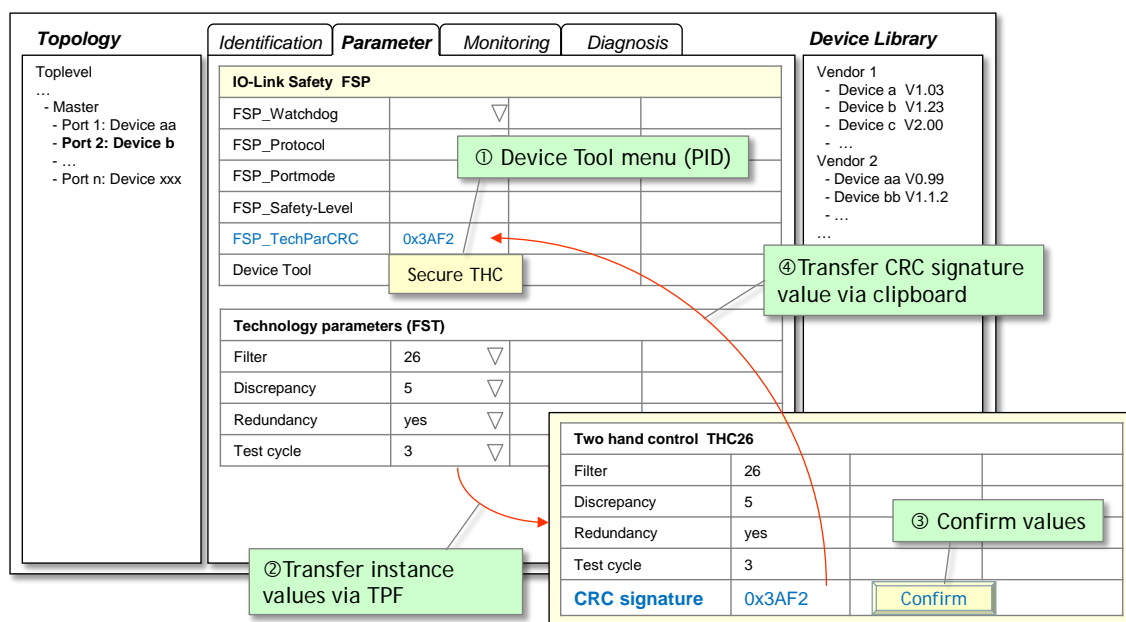 Topology
Toplevel
...
- Master
- Port 1: Device aa
- Port 2: Device b
- ...
- Port n: Device xxx
Identification
Parameter
Monitoring
Diagnosis
IO-Link Safety FSP
FSP_Watchdog
FSP_Protocol
FSP_Portmode
FSP_Safety-Level
FSP_TechParCRC 0x3AF2
Device Tool
Secure THC
① Device Tool menu (PID)
Technology parameters (FST)
Filter 26
Discrepancy 5
Redundancy yes
Test cycle 3
②Transfer instance
values via TPF
Device Library
Vendor 1
- Device a V1.03
- Device b V1.23
- Device c V2.00
- ...
Vendor 2
- Device aa V0.99
- Device bb V1.1.2
- ...
...
④Transfer CRC signature
value via clipboard
Two hand control THC26
Filter 26
Discrepancy 5
Redundancy yes
Test cycle 3
CRC signature 0x3AF2
③ Confirm values
Confirm